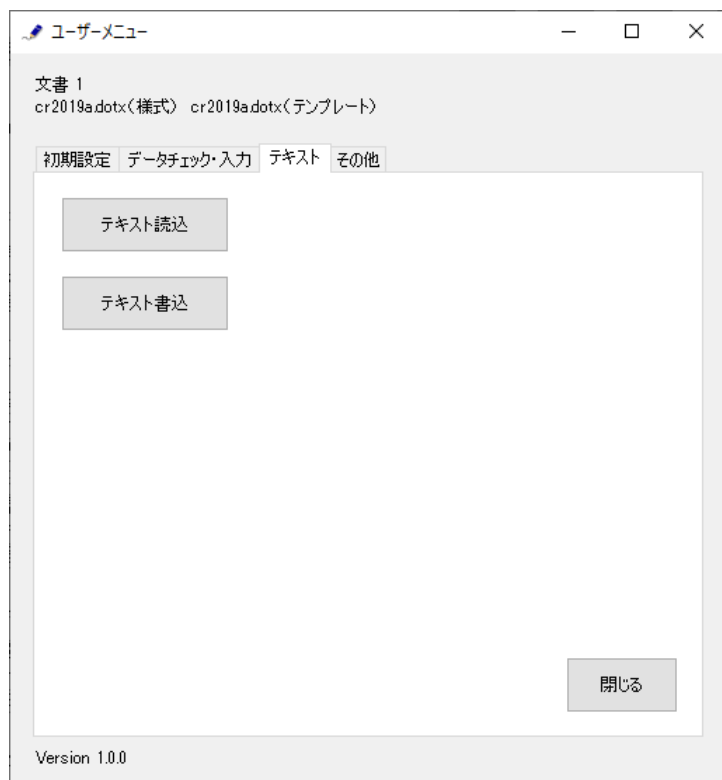 ユーザーメニュー
文書 1
cr2019a.dotx(様式) cr2019a.dotx(テンプレート)
初期設定 データチェック・入力 テキスト その他
テキスト読込
テキスト書込
閉じる
Version 1.0.0